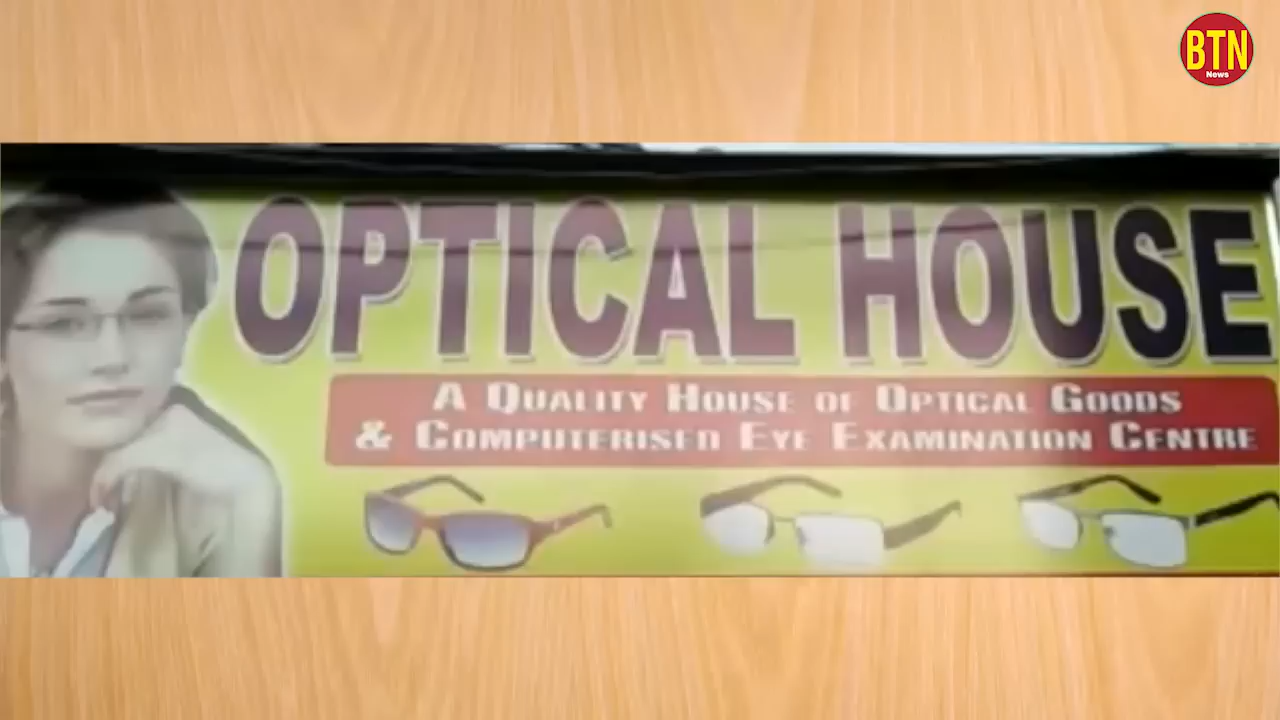 BTN
News
OPTICAL HOUSE
A QUALITY HOUSE OF OPTICAL GOODS
& COMPUTERISED EYE EXAMINATION CENTRE